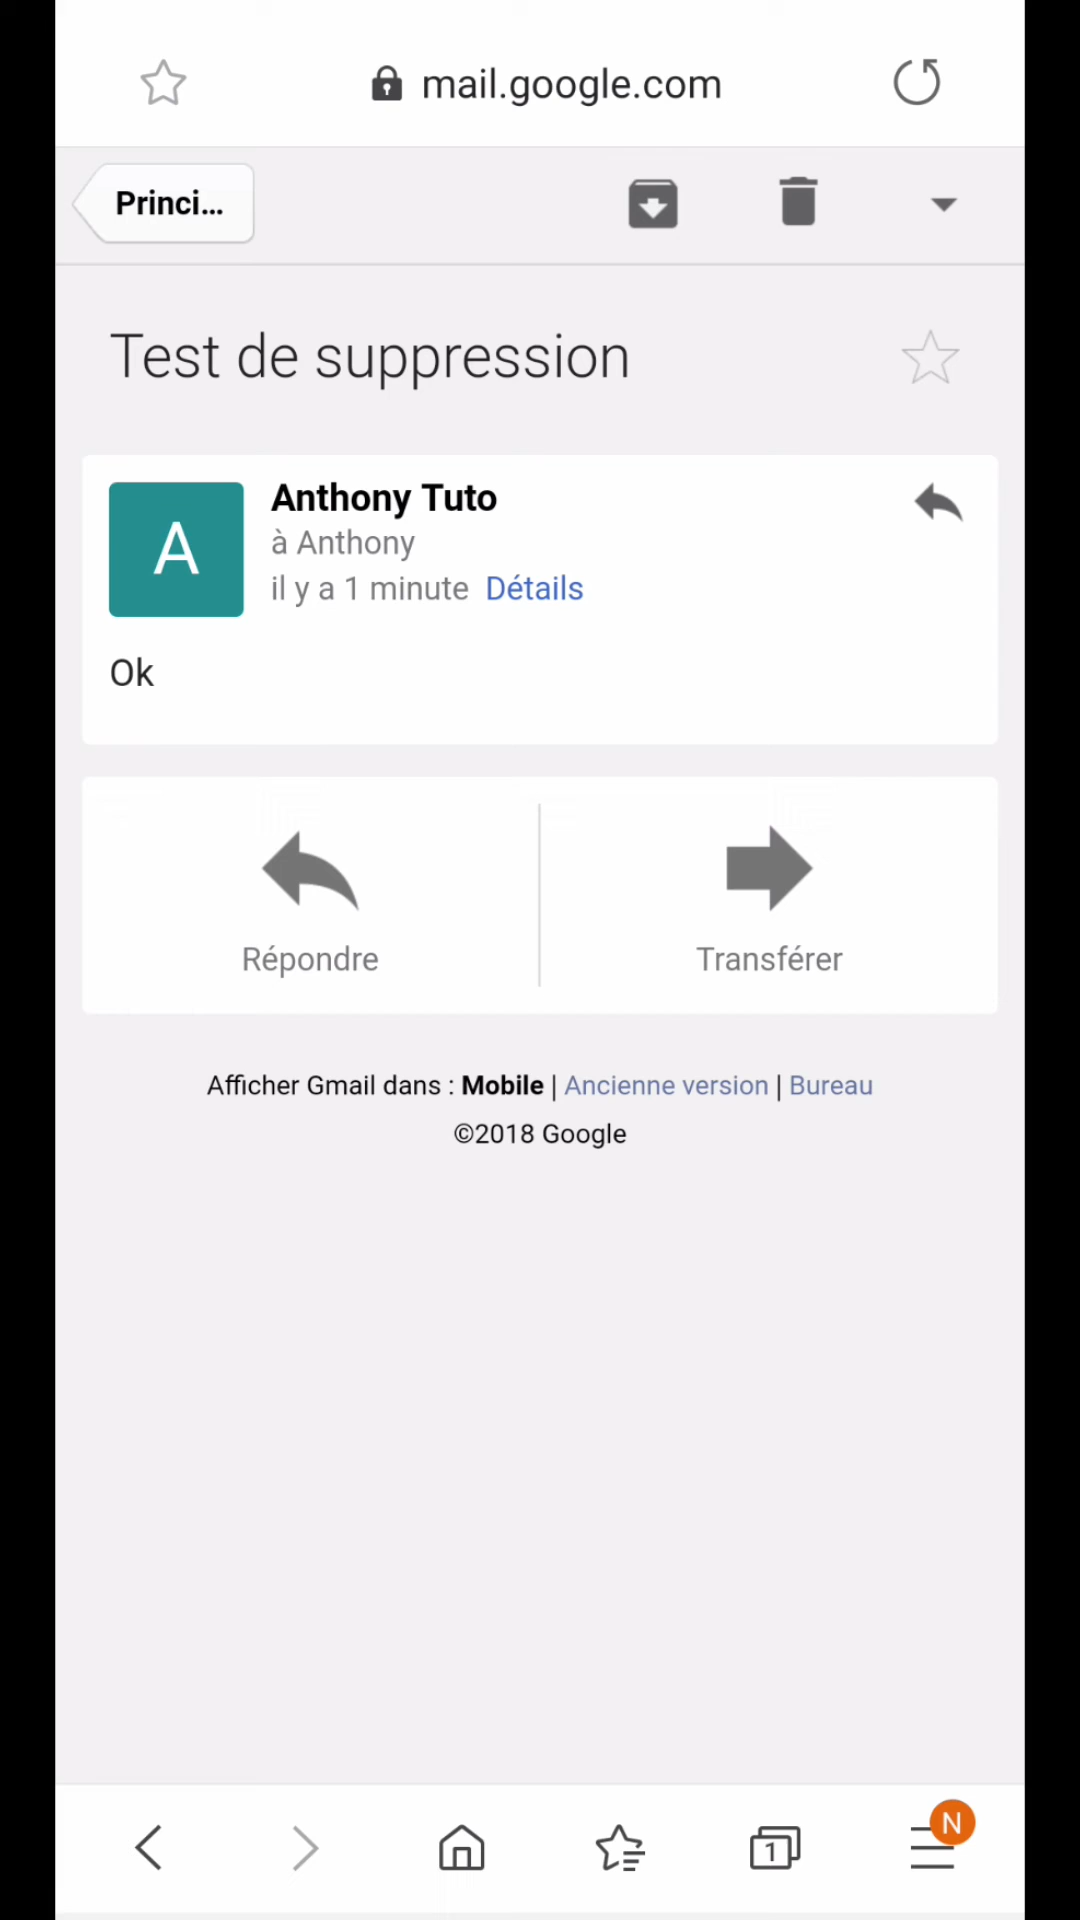 mail.google.com
Princi...
Test de suppression
A
Anthony Tuto
à Anthony
il y a 1 minute Détails
Ok
Répondre
Transférer
Afficher Gmail dans : Mobile | Ancienne version | Bureau
©2018 Google
1
N